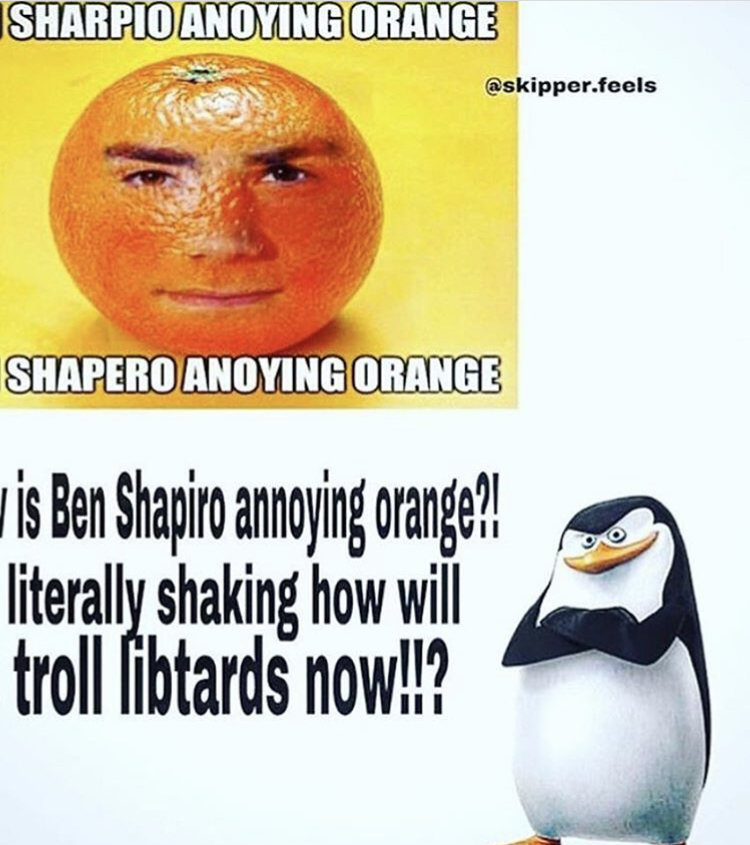 SHARPIO ANOYING ORANGE
@skipper.feels
SHAPERO ANOYING ORANGE
is Ben Shapiro annoying orange?!
literally shaking how will
troll libtards now!!?